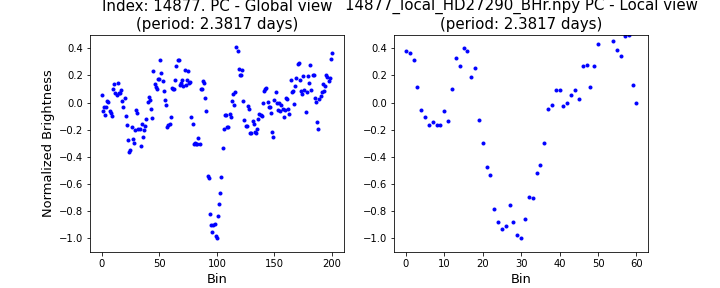 Index: 14877. PC - Global view
(period: 2.3817 days)
14877_local_HD27290_BHr.npy PC - Local view
(period: 2.3817 days)
Normalized Brightness
0.4
0.2
0.0
−0.2
−0.4
−0.6
−0.8
−1.0
0 50 100 150 200
Bin
0.4
0.2
0.0
−0.2
−0.4
−0.6
−0.8
−1.0
0 10 20 30 40 50 60
Bin